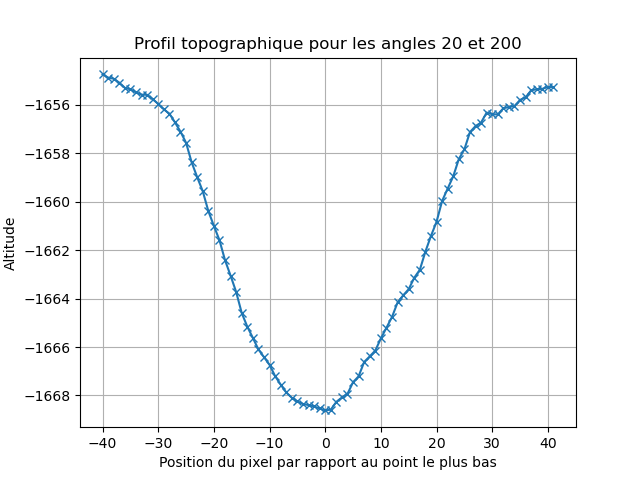 Profil topographique pour les angles 20 et 200
Altitude
−1656
−1658
−1660
−1662
−1664
−1666
−1668
−40 −30 −20 −10 0 10 20 30 40
Position du pixel par rapport au point le plus bas